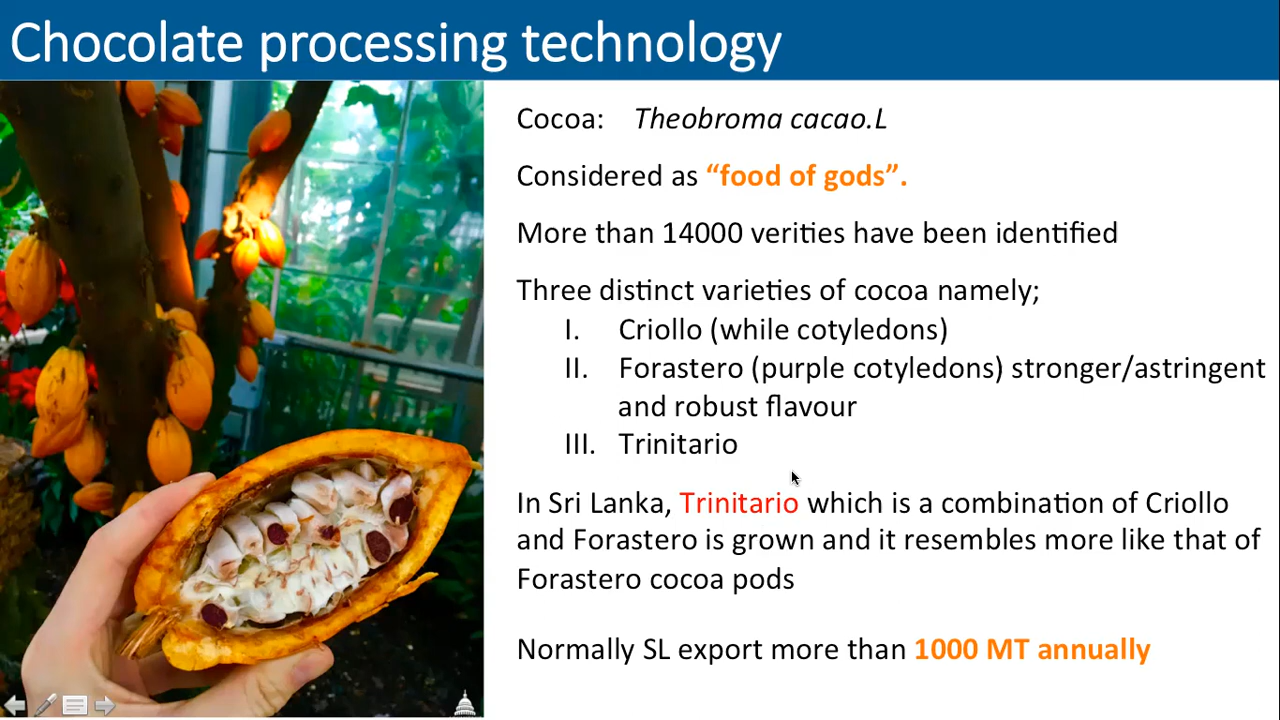 Chocolate processing technology
Cocoa: Theobroma cacao.L
Considered as “food of gods”.
More than 14000 verities have been identified
Three distinct varieties of cocoa namely;
I. Criollo (while cotyledons)
II. Forastero (purple cotyledons) stronger/astringent
and robust flavour
III. Trinitario
In Sri Lanka, Trinitario which is a combination of Criollo
and Forastero is grown and it resembles more like that of
Forastero cocoa pods
Normally SL export more than 1000 MT annually